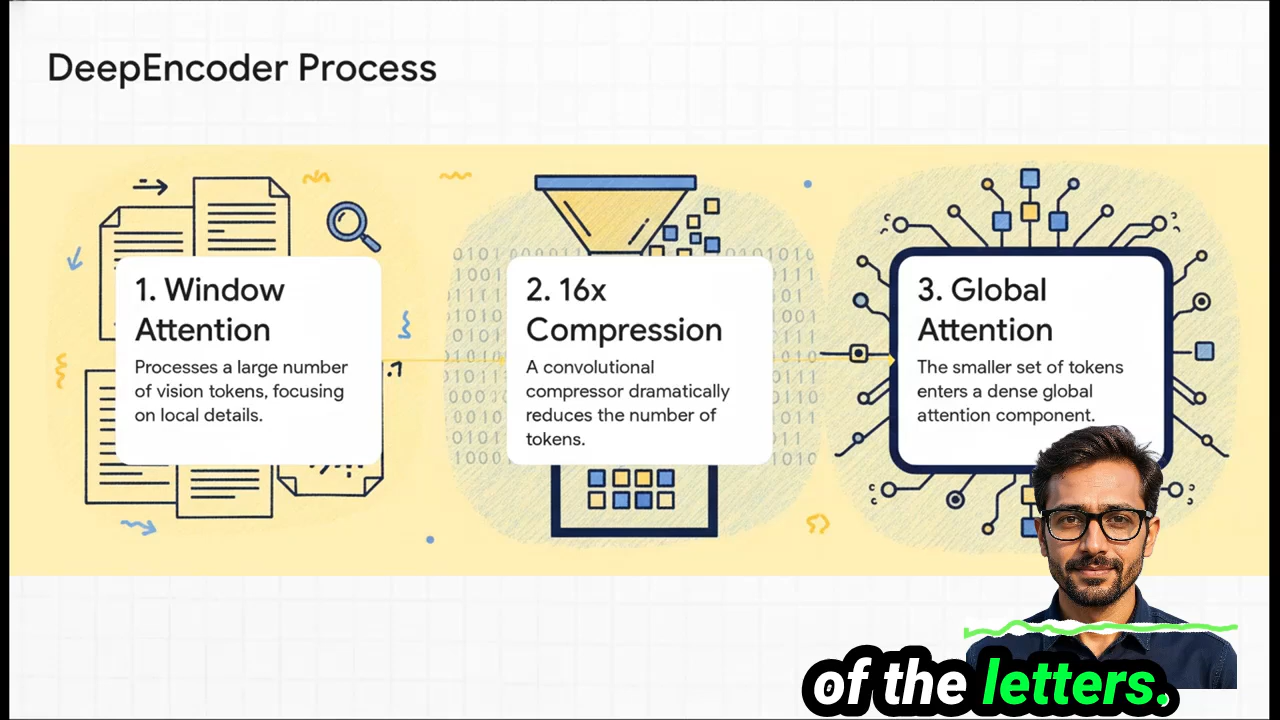 DeepEncoder Process
1. Window
Attention
Processes a large number
of vision tokens, focusing
on local details.
2. 16x
Compression
A convolutional
compressor dramatically
reduces the number of
tokens.
3. Global
Attention
The smaller set of tokens
enters a dense global
attention component.
of the letters.